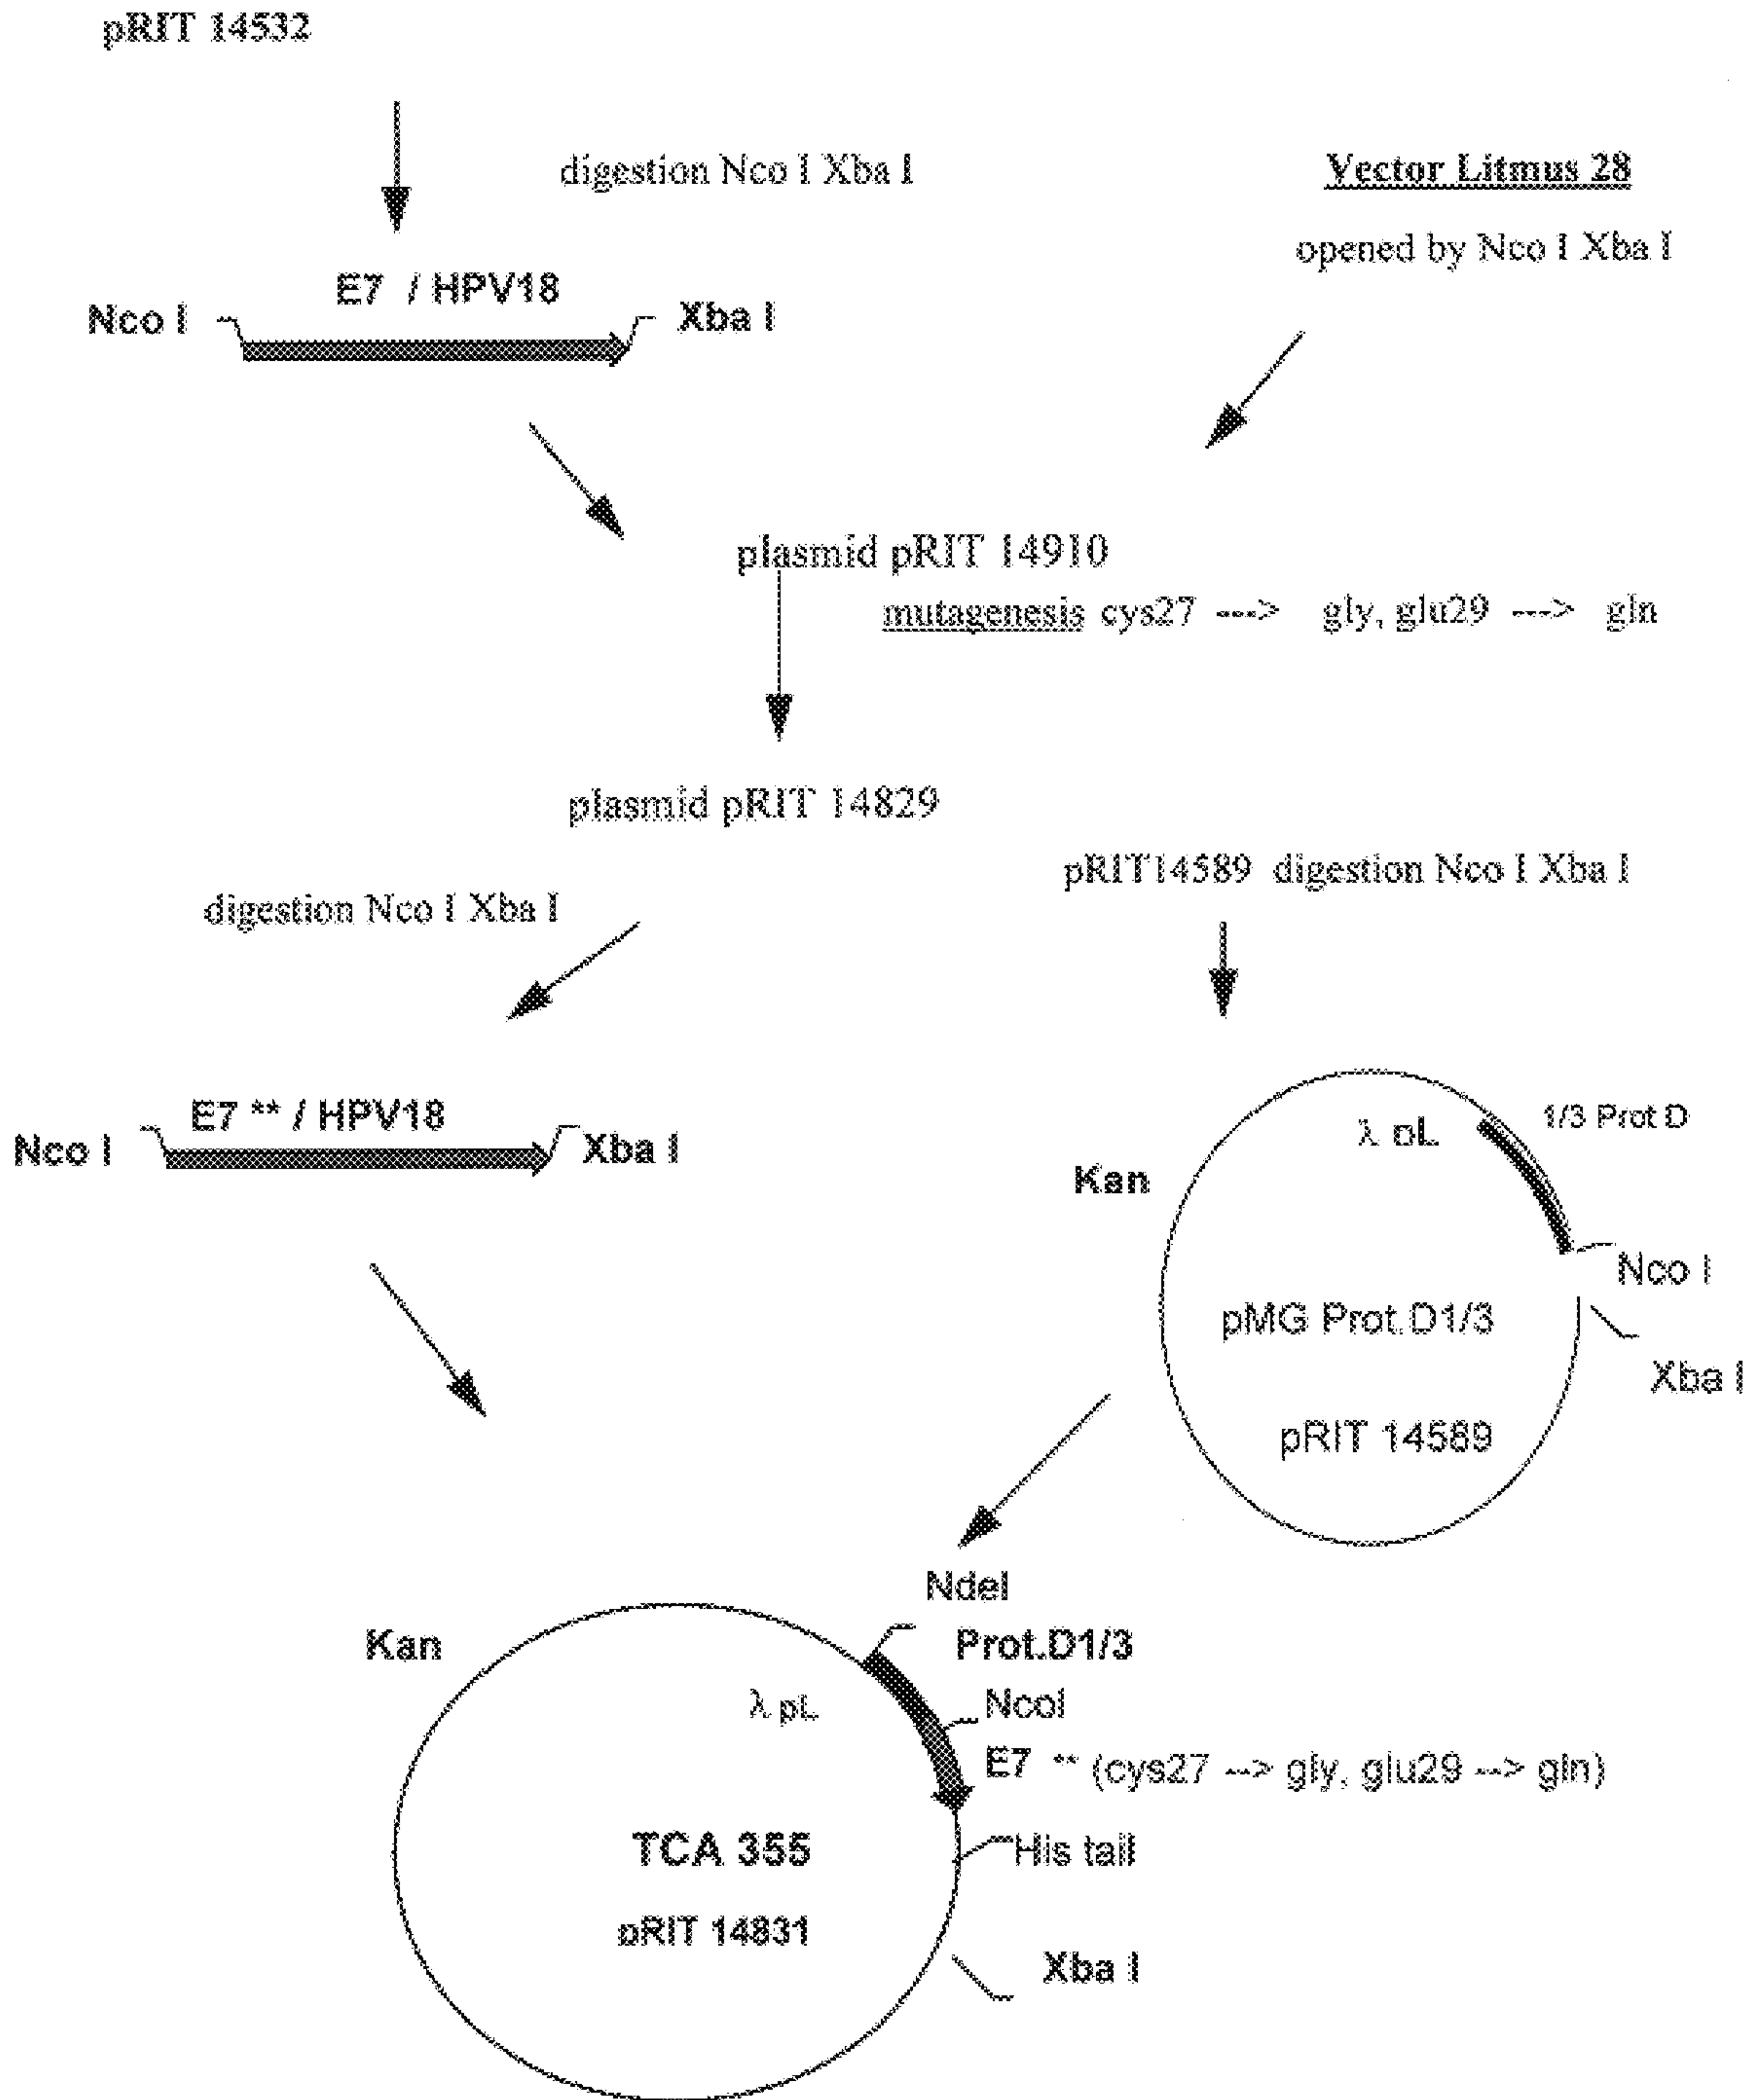 pRIT 14532
digestion Nco I Xba I
Vector Litmus 28
opened by Nco I Xba I
E7 / HPV18
Nco I
Xba I
plasmid pRIT 14910
mutagenesis cys27 ---> gly, glu29 ---> gln
plasmid pRIT 14829
pRIT14589 digestion Nco I Xba I
digestion Nco I Xba I
E7 ** / HPV18
Nco I
Xba I
λ pL
1/3 Prot D
Kan
Nco I
pMG Prot.D1/3
Xba I
pRIT 14589
NdeI
Kan
Prot.D1/3
λ pL
NcoI
E7 ** (cys27 --> gly, glu29 --> gln)
TCA 355
His tail
pRIT 14831
Xba I